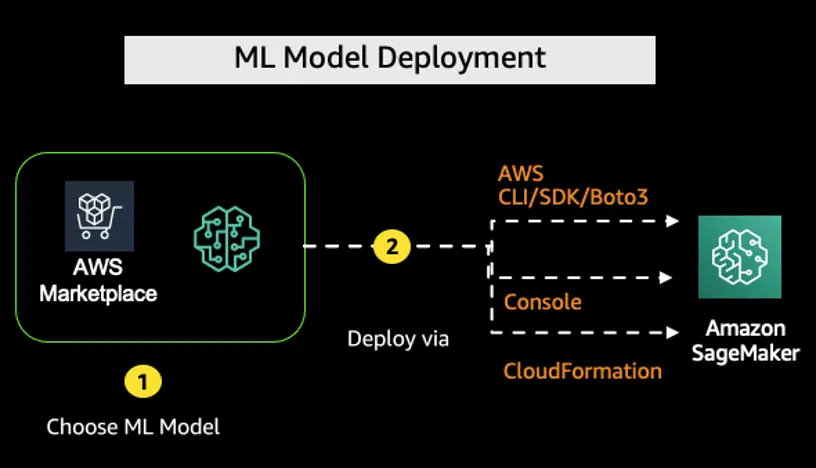 ML Model Deployment
AWS
Marketplace
1
Choose ML Model
2
Deploy via
AWS
CLI/SDK/Boto3
Console
CloudFormation
Amazon
SageMaker